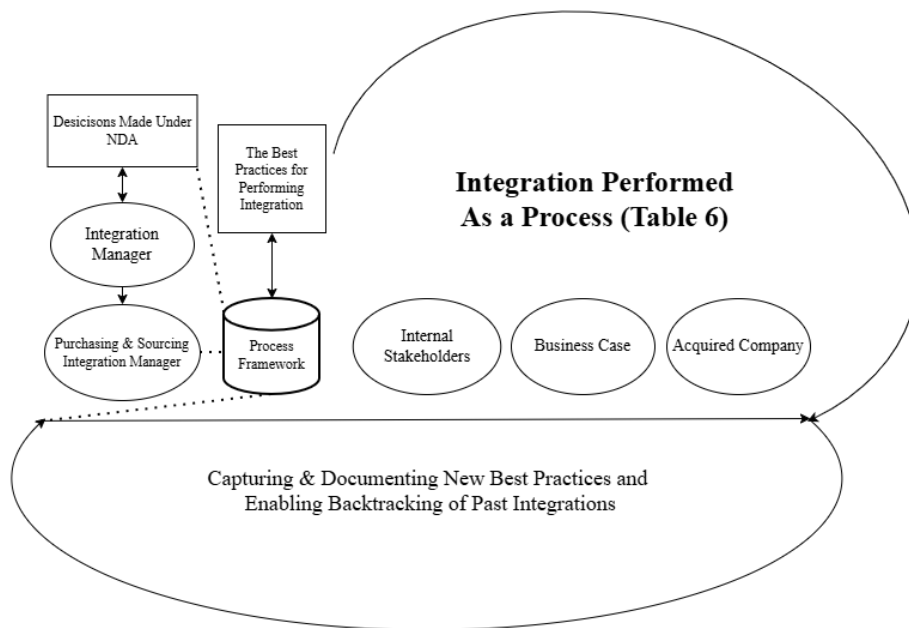 Desicisons Made Under
NDA
The Best
Practices for
Performing
Integration
Integration Performed
As a Process (Table 6)
Integration
Manager
Purchasing & Sourcing
Integration Manager
Process
Framework
Internal
Stakeholders
Business Case
Acquired Company
Capturing & Documenting New Best Practices and
Enabling Backtracking of Past Integrations